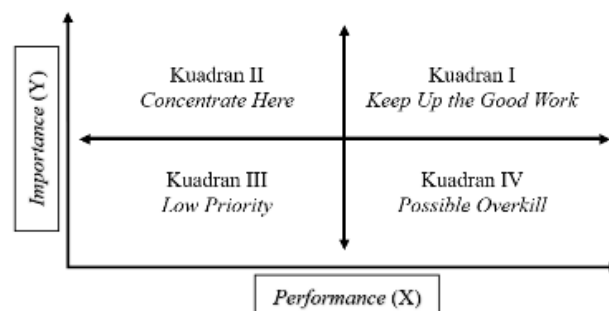 Importance (Y)
Kuadran II
Concentrate Here
Kuadran I
Keep Up the Good Work
Kuadran III
Low Priority
Kuadran IV
Possible Overkill
Performance (X)